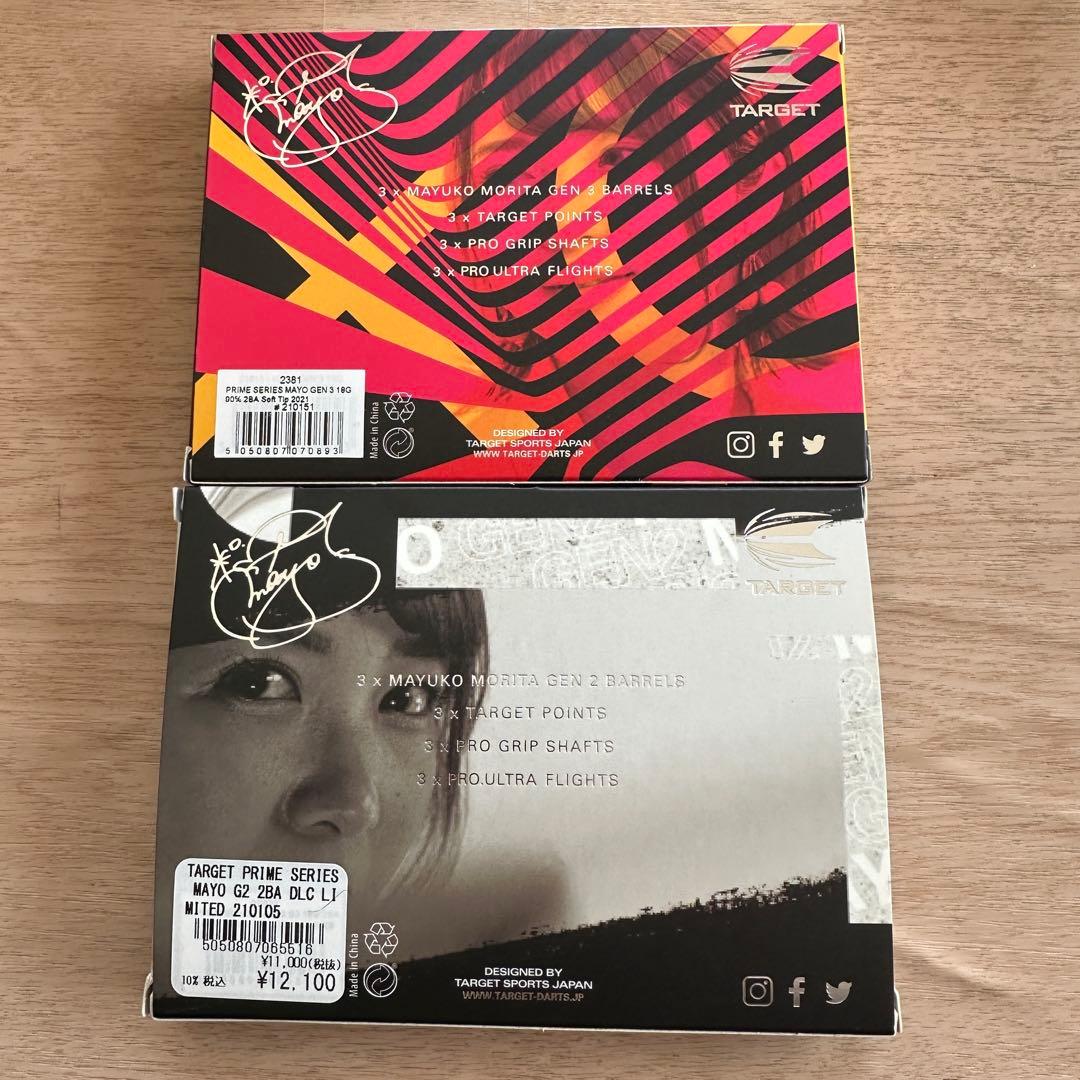 mayo
TARGET
3 x MAYUKO MORITA GEN 3 BARRELS
3 x TARGET POINTS
3 x PRO GRIP SHAFTS
3 x PRO.ULTRA FLIGHTS
2381
PRIME SERIES MAYO GEN 3 18G
90% 2BA Soft Tip 2021
# 210151
5 050807 070893
Made in China
DESIGNED BY
TARGET SPORTS JAPAN
WWW.TARGET-DARTS.JP
mayo
O GEN2 M
GEN2
TARGET
3 x MAYUKO MORITA GEN 2 BARRELS
3 x TARGET POINTS
3 x PRO GRIP SHAFTS
3 x PRO.ULTRA FLIGHTS
TARGET PRIME SERIES
MAYO G2 2BA DLC LI
MITED 210105
5050807065516
¥11,000(税抜)
10% 税込 ¥12,100
Made in China
DESIGNED BY
TARGET SPORTS JAPAN
WWW.TARGET-DARTS.JP